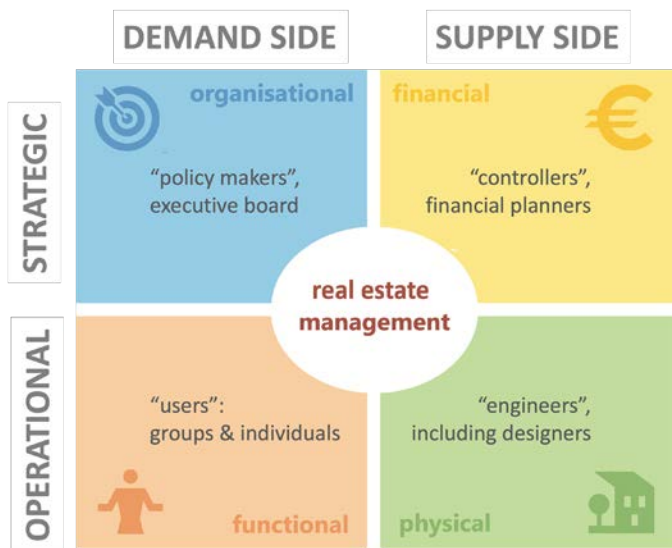 DEMAND SIDE
SUPPLY SIDE
STRATEGIC
organisational
financial
€
“policy makers”,
executive board
“controllers”,
financial planners
real estate
management
OPERATIONAL
“users”:
groups & individuals
“engineers”,
including designers
functional
physical